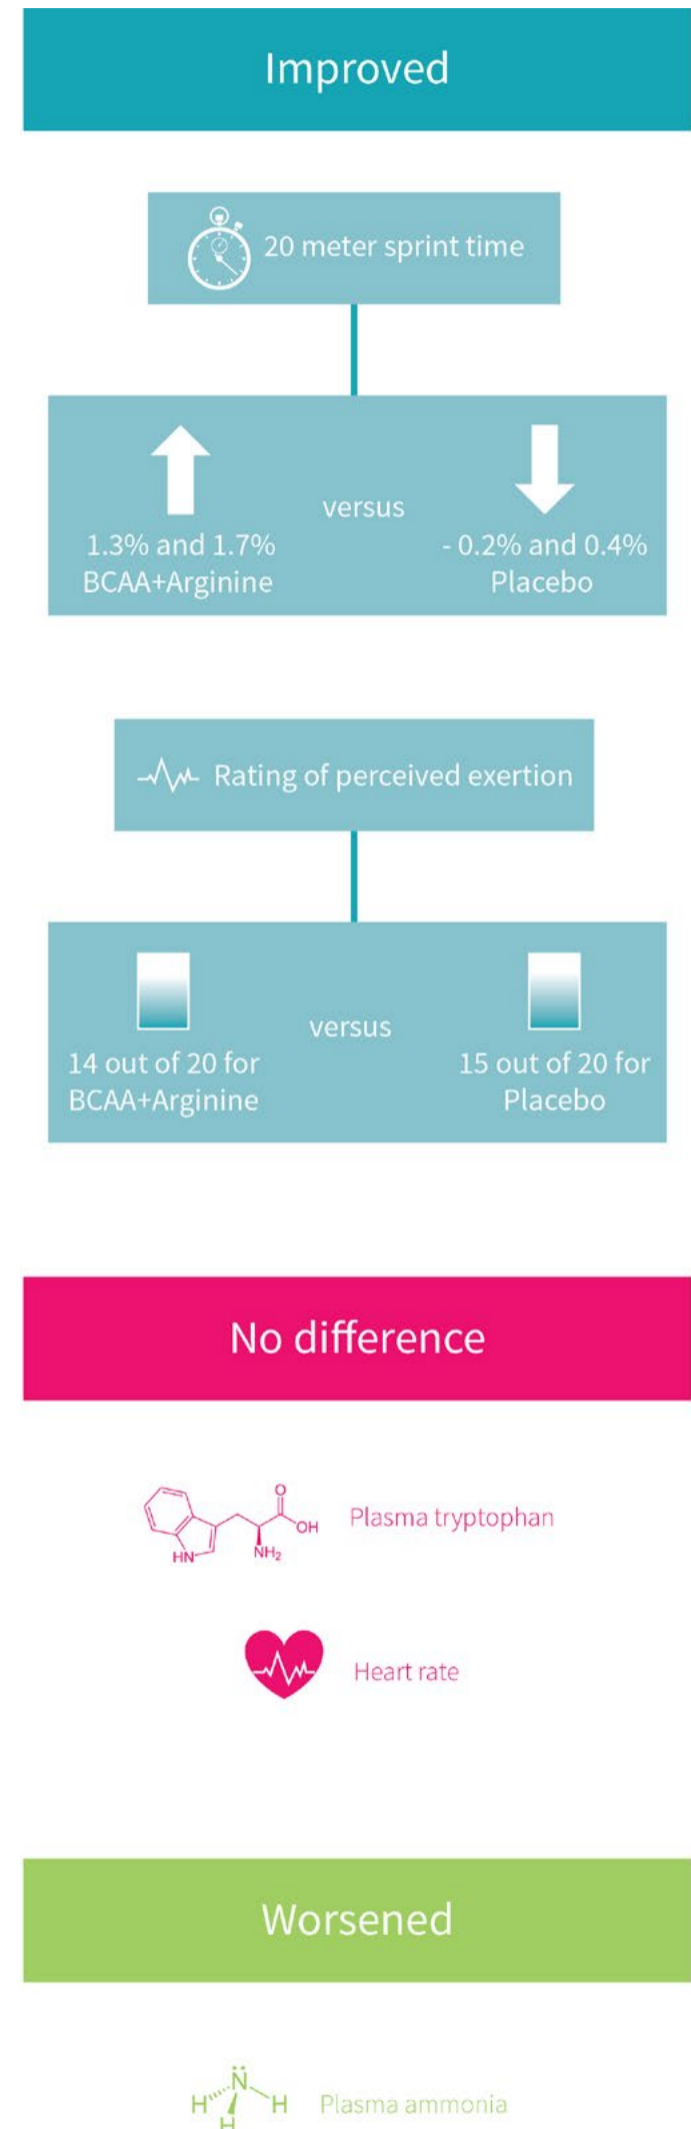 Improved
20 meter sprint time
versus
1.3% and 1.7%
BCAA+Arginine
- 0.2% and 0.4%
Placebo
Rating of perceived exertion
versus
14 out of 20 for
BCAA+Arginine
15 out of 20 for
Placebo
No difference
O
OH
NH₂
HN
Plasma tryptophan
Heart rate
Worsened
N
H
H
H
Plasma ammonia